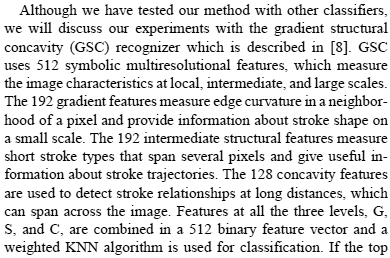 Although we have tested our method with other classifiers,
we will discuss our experiments with the gradient structural
concavity (GSC) recognizer which is described in [8]. GSC
uses 512 symbolic multiresolutional features, which measure
the image characteristics at local, intermediate, and large scales.
The 192 gradient features measure edge curvature in a neighbor-
hood of a pixel and provide information about stroke shape on
a small scale. The 192 intermediate structural features measure
short stroke types that span several pixels and give useful in-
formation about stroke trajectories. The 128 concavity features
are used to detect stroke relationships at long distances, which
can span across the image. Features at all the three levels, G,
S, and C, are combined in a 512 binary feature vector and a
weighted KNN algorithm is used for classification. If the top